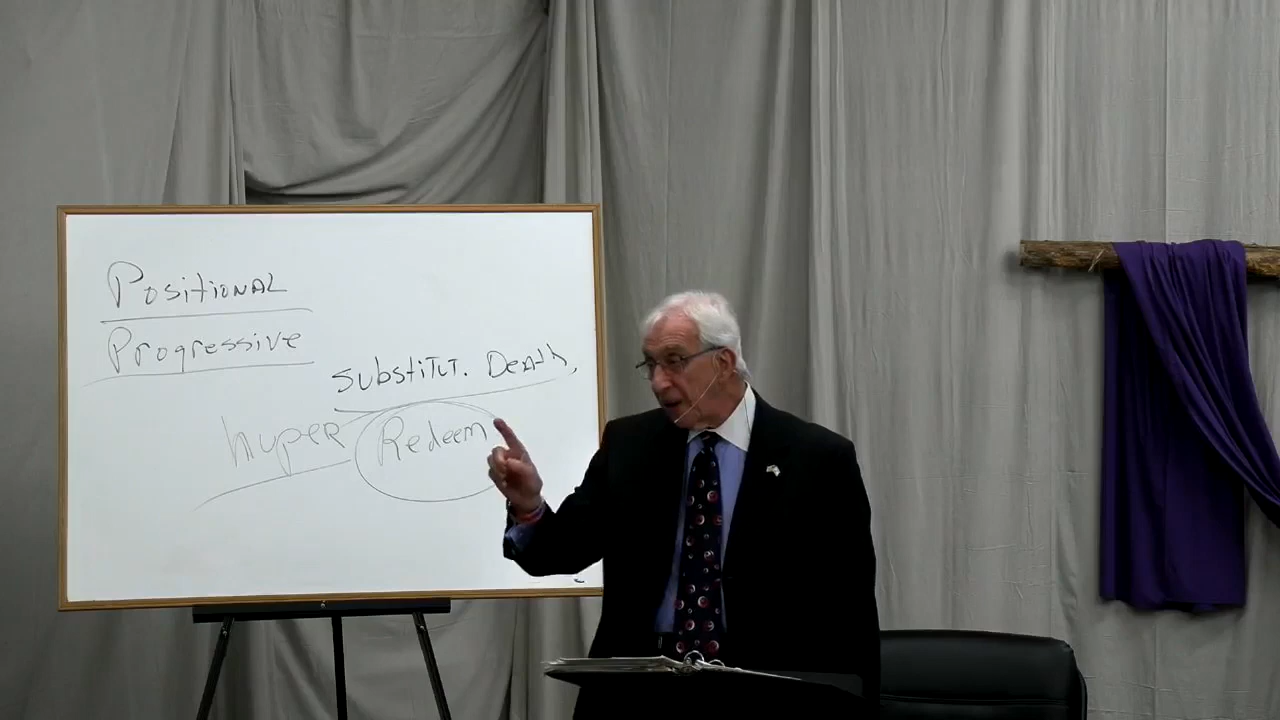 Positional
Progressive
Substitut. Death,
huper Redeem